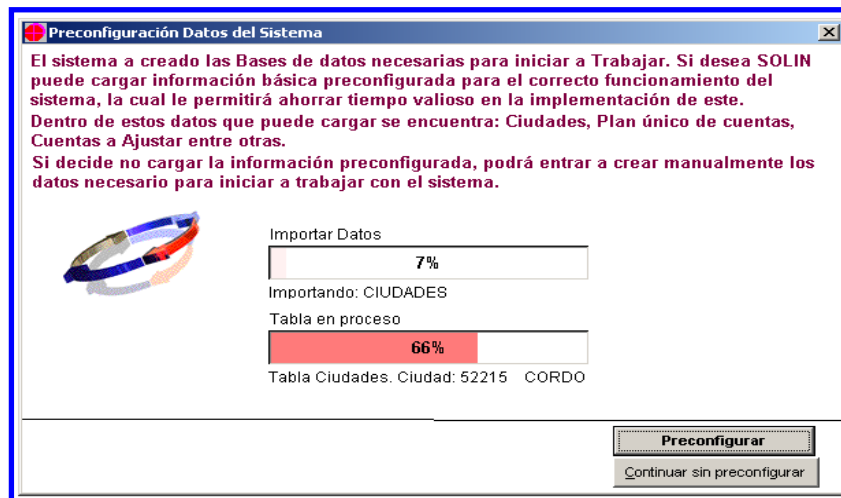 Preconfiguración Datos del Sistema
El sistema a creado las Bases de datos necesarias para iniciar a Trabajar. Si desea SOLIN
puede cargar información básica preconfigurada para el correcto funcionamiento del
sistema, la cual le permitirá ahorrar tiempo valioso en la implementación de este.
Dentro de estos datos que puede cargar se encuentra: Ciudades, Plan único de cuentas,
Cuentas a Ajustar entre otras.
Si decide no cargar la información preconfigurada, podrá entrar a crear manualmente los
datos necesario para iniciar a trabajar con el sistema.
Importar Datos
7%
Importando: CIUDADES
Tabla en proceso
66%
Tabla Ciudades. Ciudad: 52215 CORDO
Preconfigurar
Continuar sin preconfigurar